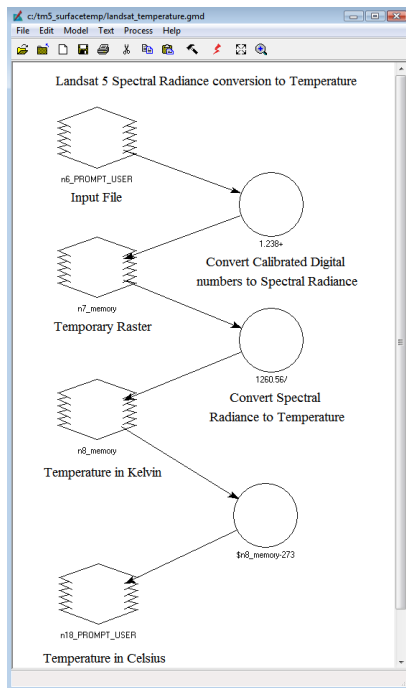 c:/tm5_surfacetemp/landsat_temperature.gmd
File Edit Model Text Process Help
Landsat 5 Spectral Radiance conversion to Temperature
n6_PROMPT_USER
Input File
1.238+
Convert Calibrated Digital
numbers to Spectral Radiance
n7_memory
Temporary Raster
1260.56/
Convert Spectral
Radiance to Temperature
n8_memory
Temperature in Kelvin
$n8_memory-273
n18_PROMPT_USER
Temperature in Celsius